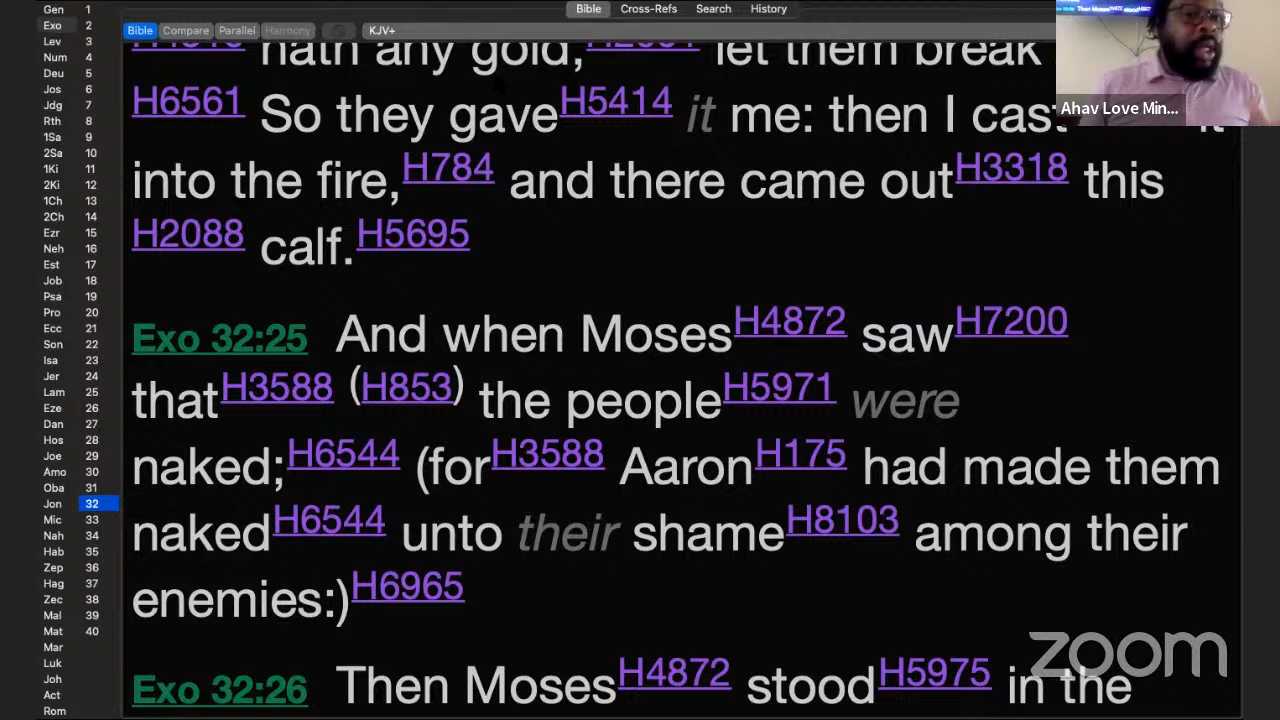 Bible Cross-Refs Search History
Bible Compare Parallel Harmony KJV+
Gen 1
Exo 2
Lev 3
Num 4
Deu 5
Jos 6
Jdg 7
Rth 8
1Sa 9
2Sa 10
1Ki 11
2Ki 12
1Ch 13
2Ch 14
Ezr 15
Neh 16
Est 17
Job 18
Psa 19
Pro 20
Ecc 21
Son 22
Isa 23
Jer 24
Lam 25
Eze 26
Dan 27
Hos 28
Joe 29
Amo 30
Oba 31
Jon 32
Mic 33
Nah 34
Hab 35
Zep 36
Hag 37
Zec 38
Mal 39
Mat 40
Mar
Luk
Joh
Act
Rom
hath any gold, let them break
H6561 So they gave H5414 it me: then I cast it
into the fire, H784 and there came out H3318 this
H2088 calf. H5695
Exo 32:25 And when Moses H4872 saw H7200
that H3588 (H853) the people H5971 were
naked; H6544 (for H3588 Aaron H175 had made them
naked H6544 unto their shame H8103 among their
enemies:) H6965
Exo 32:26 Then Moses H4872 stood H5975 in the
Ahav Love Min...
zoom